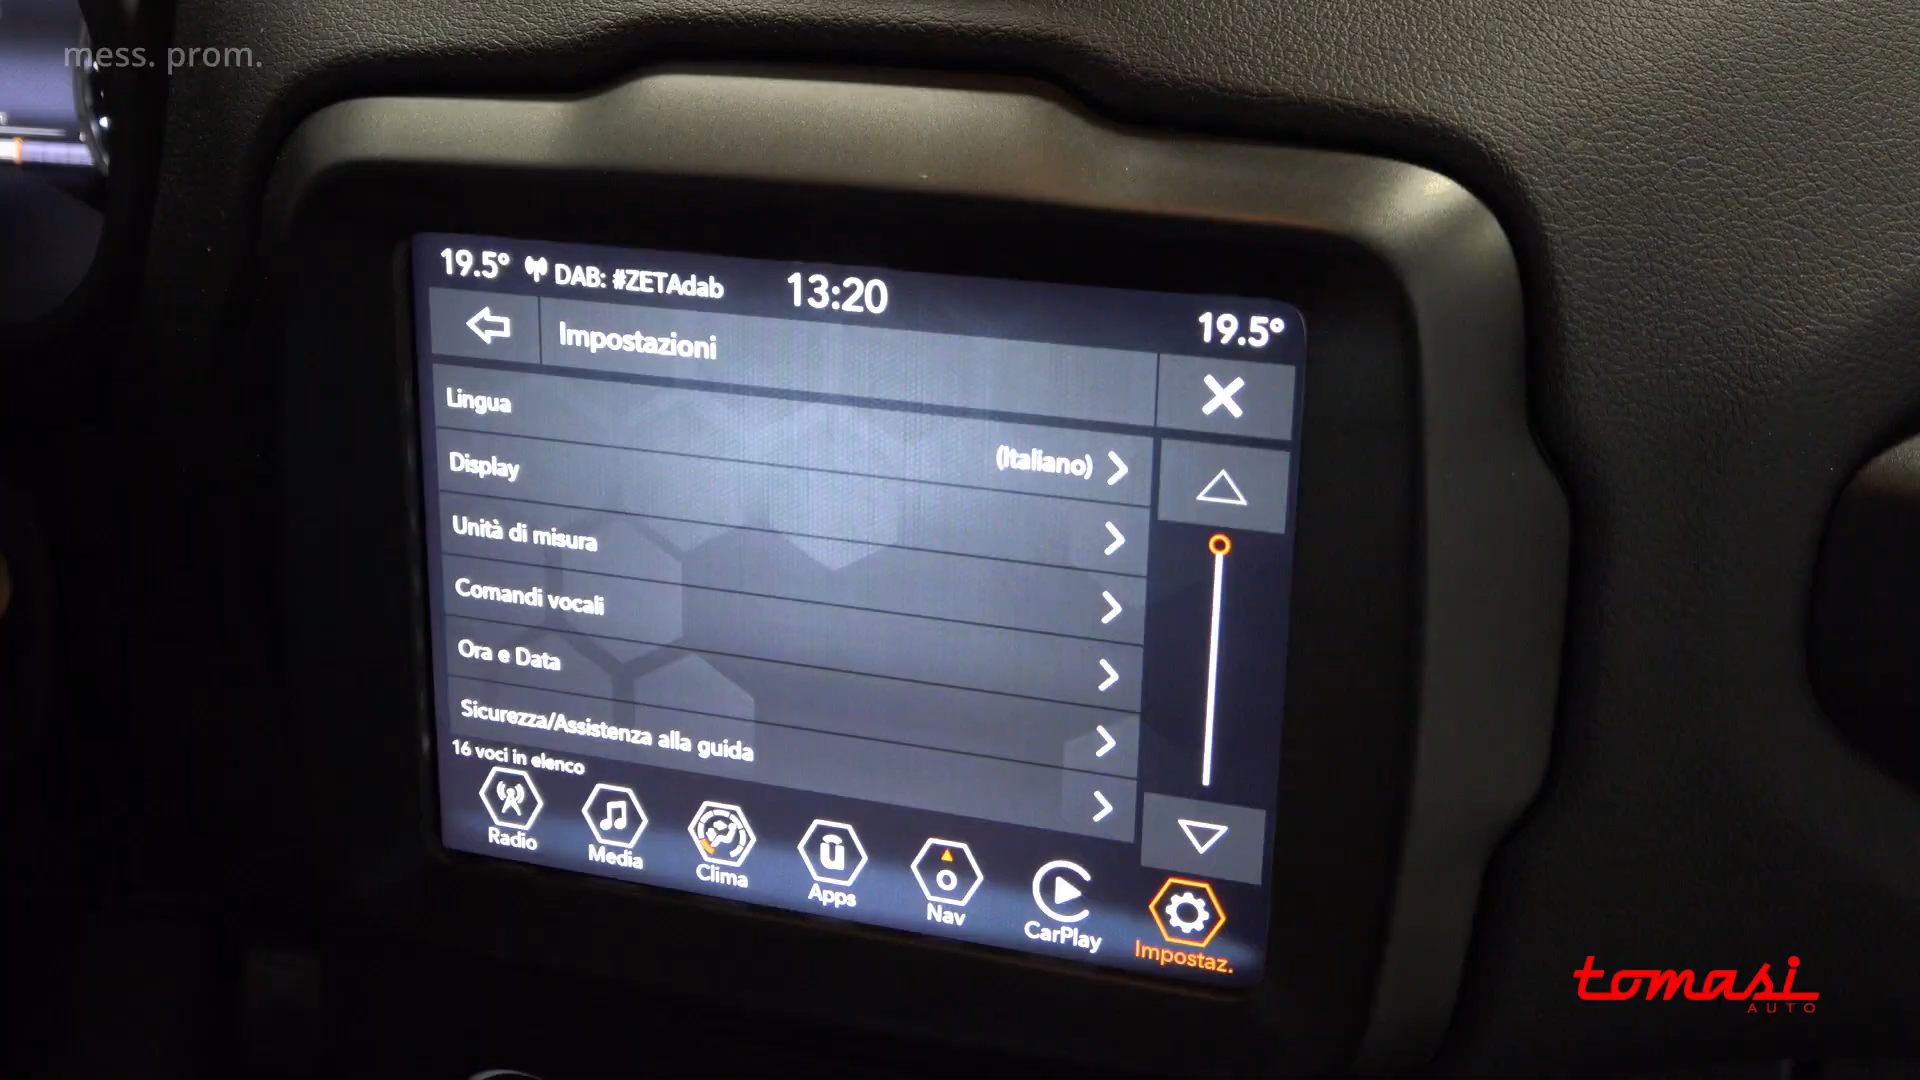 mess. prom.
19.5° DAB: #ZETAdab 13:20 19.5°
Impostazioni
Lingua (Italiano)
Display
Unità di misura
Comandi vocali
Ora e Data
Sicurezza/Assistenza alla guida
16 voci in elenco
Radio Media Clima Apps Nav CarPlay Impostaz.
tomasi
AUTO